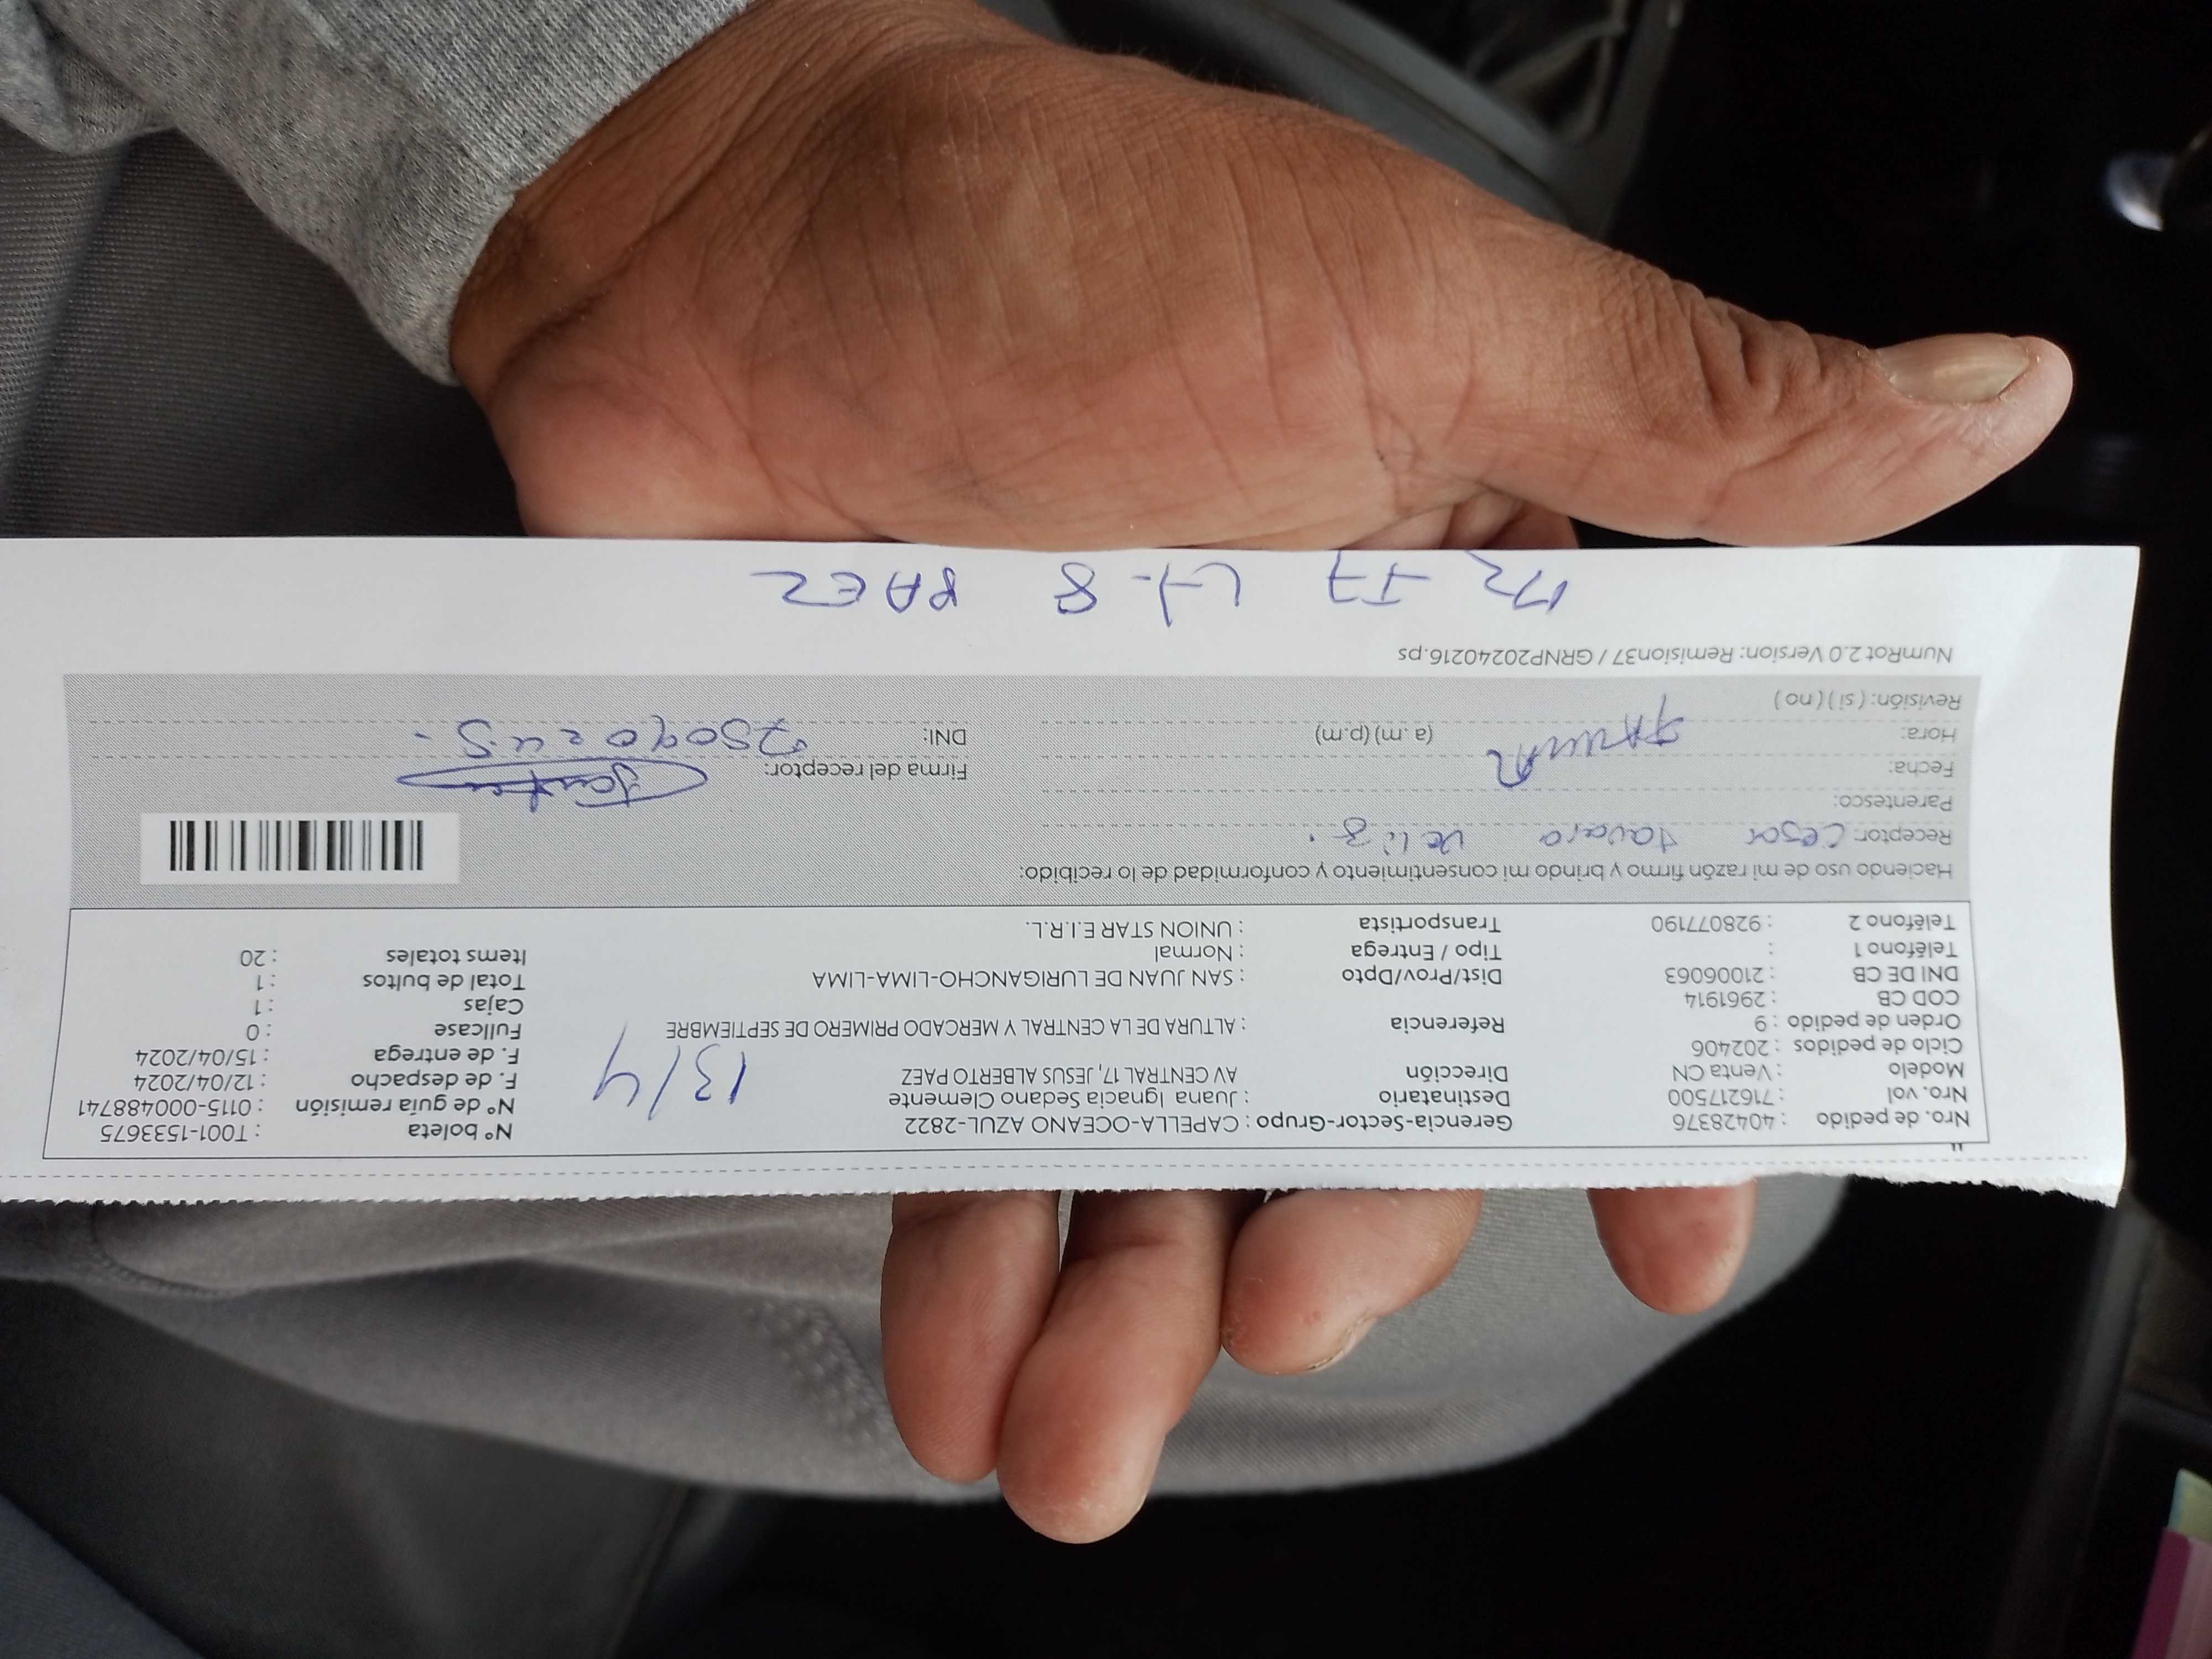 Nro. de pedido : 40428376
Nro. vol : 716217500
Modelo : Venta CN
Ciclo de pedidos : 202406
Orden de pedido : 9
COD CB : 2961914
DNI DE CB : 21006063
Teléfono 1 :
Teléfono 2 : 928077190
Gerencia-Sector-Grupo : CAPELLA-OCEANO AZUL-2822
Destinatario : Juana Ignacia Sedano Clemente
Dirección AV CENTRAL 17, JESUS ALBERTO PAEZ
Referencia : ALTURA DE LA CENTRAL Y MERCADO PRIMERO DE SEPTIEMBRE
Dist/Prov/Dpto : SAN JUAN DE LURIGANCHO-LIMA-LIMA
Tipo / Entrega : Normal
Transportista : UNION STAR E.I.R.L.
13/4
N° boleta : T001-1533675
N° de guía remisión : 0115-000488741
F. de despacho : 12/04/2024
F. de entrega : 15/04/2024
Fullcase : 0
Cajas : 1
Total de bultos : 1
Items totales : 20
Haciendo uso de mi razón firmo y brindo mi consentimiento y conformidad de lo recibido:
Receptor: Cesar tavara veliz.
Parentesco:
Fecha:
Hora: (a.m) (p.m)
Revisión: ( si ) ( no )
Firma del receptor:
DNI:
NumRot 2.0 Version: Remision37 / GRNP20240216.ps
Lt. 8 PAEZ